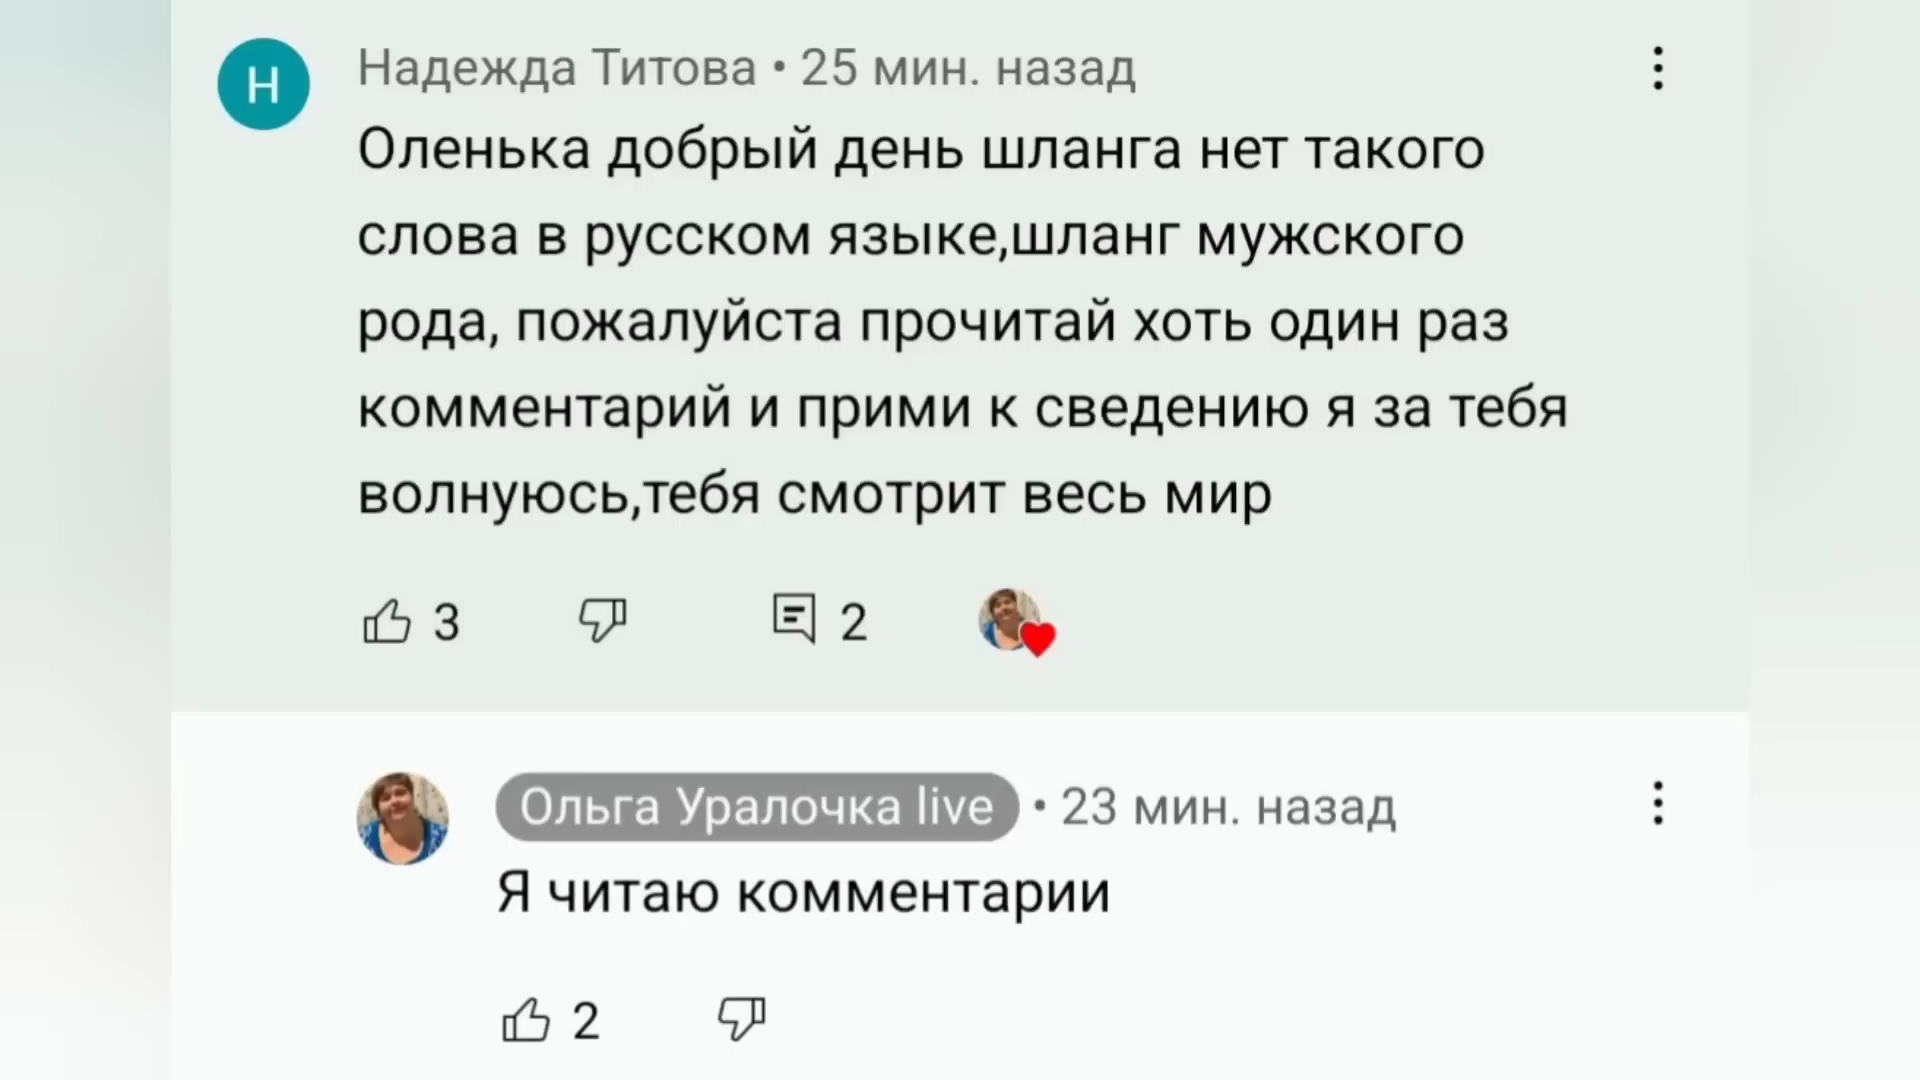 Н
Надежда Титова • 25 мин. назад
Оленька добрый день шланга нет такого
слова в русском языке,шланг мужского
рода, пожалуйста прочитай хоть один раз
комментарий и прими к сведению я за тебя
волнуюсь,тебя смотрит весь мир
3 2
Ольга Уралочка live • 23 мин. назад
Я читаю комментарии
2